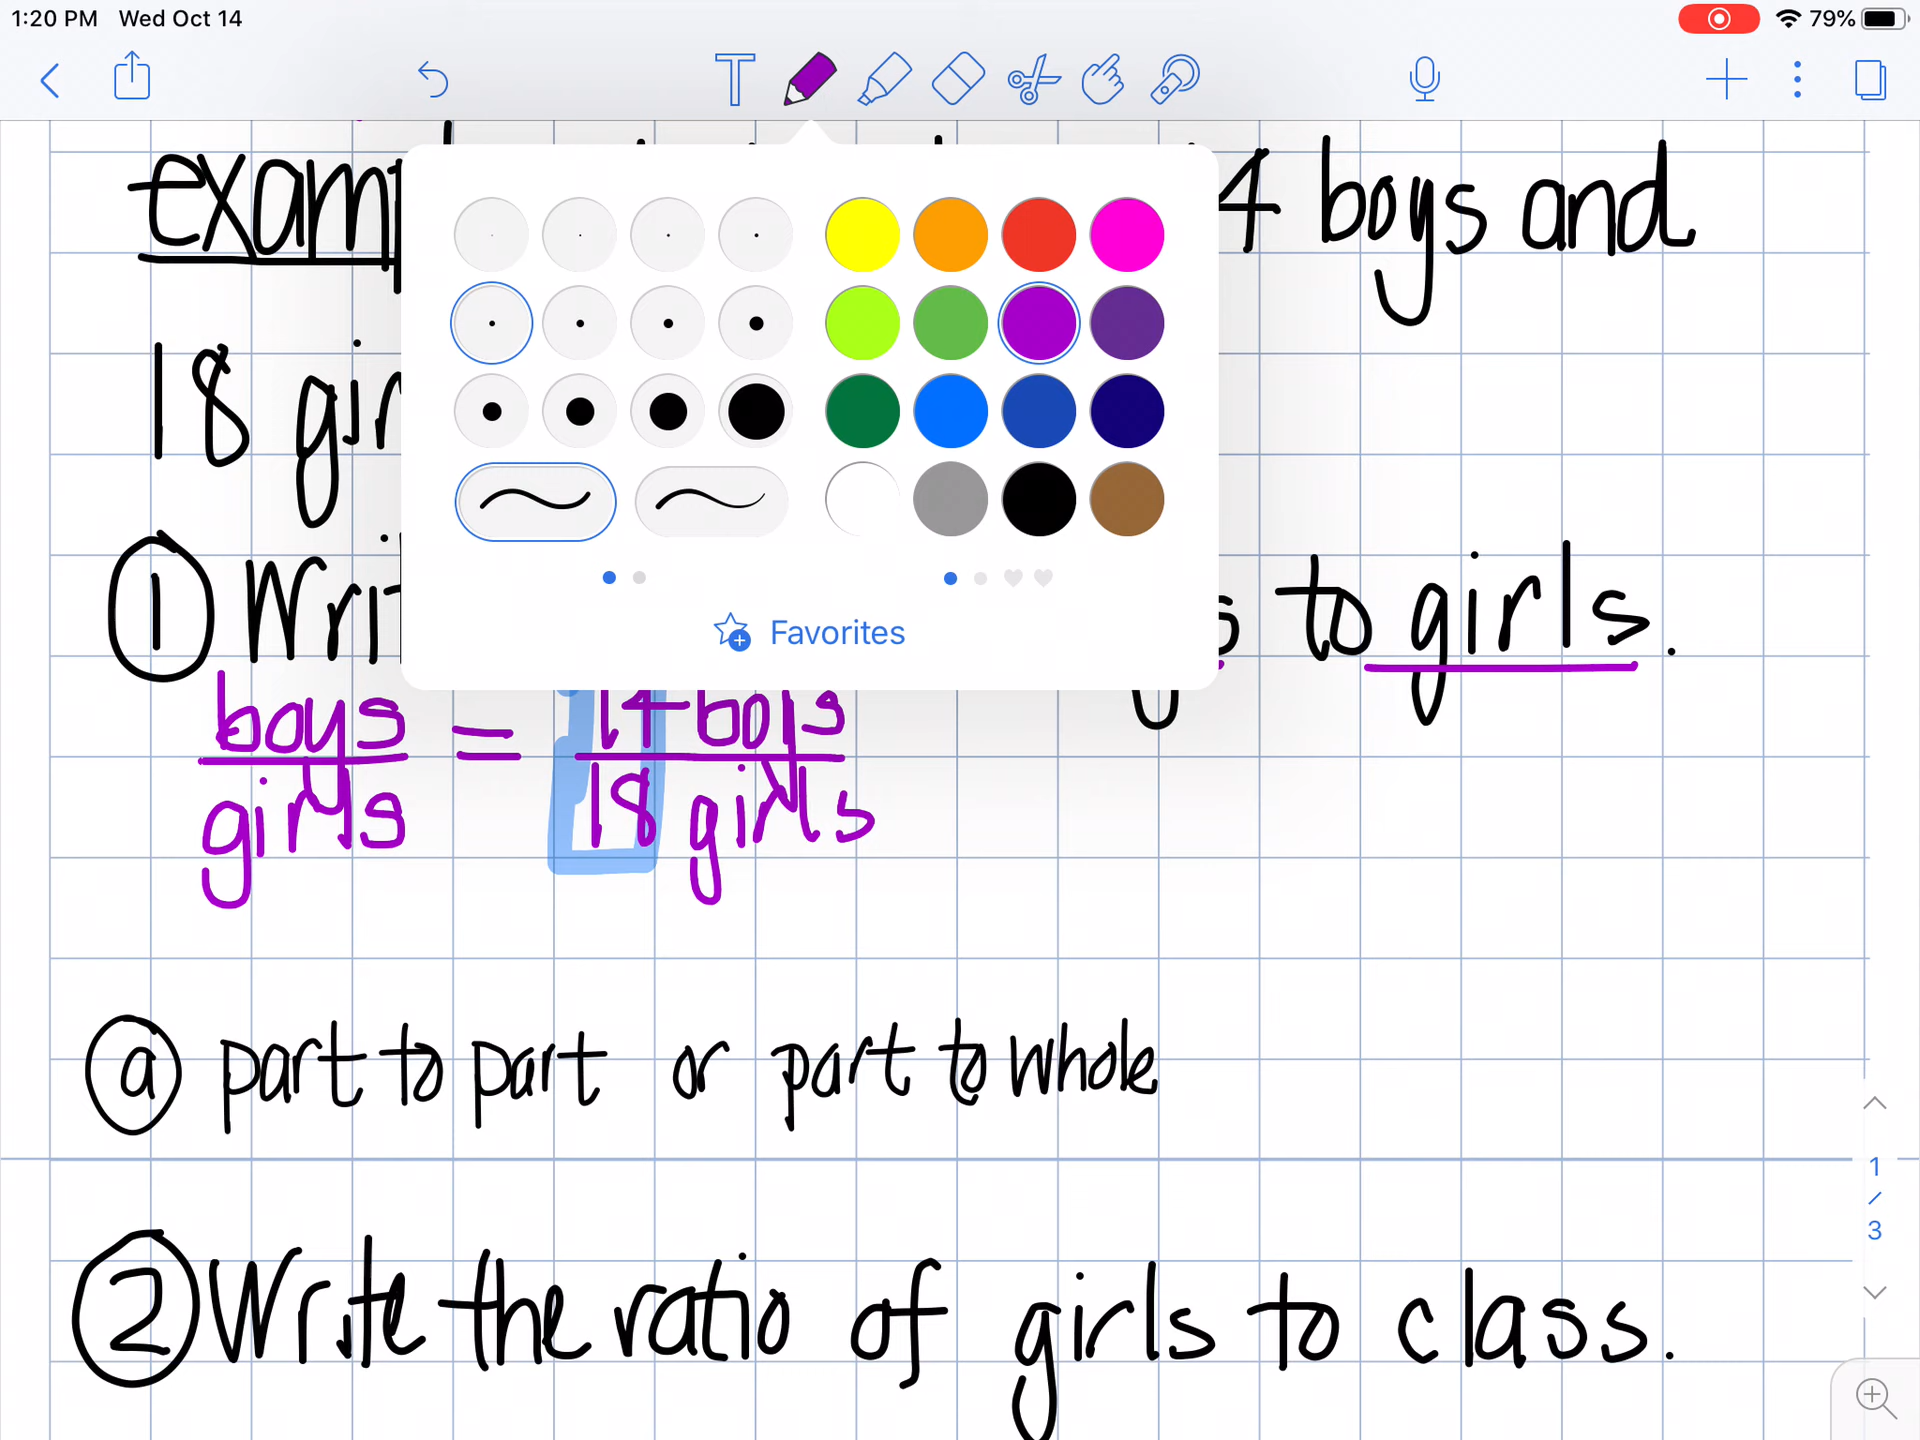 1:20 PM Wed Oct 14 79%
4 boys and
18 gir
① Wri s to girls.
boys = 14 boys
girls 18 girls
Favorites
ⓐ part to part or part to whole
1
/
3
② Write the ratio of girls to class.